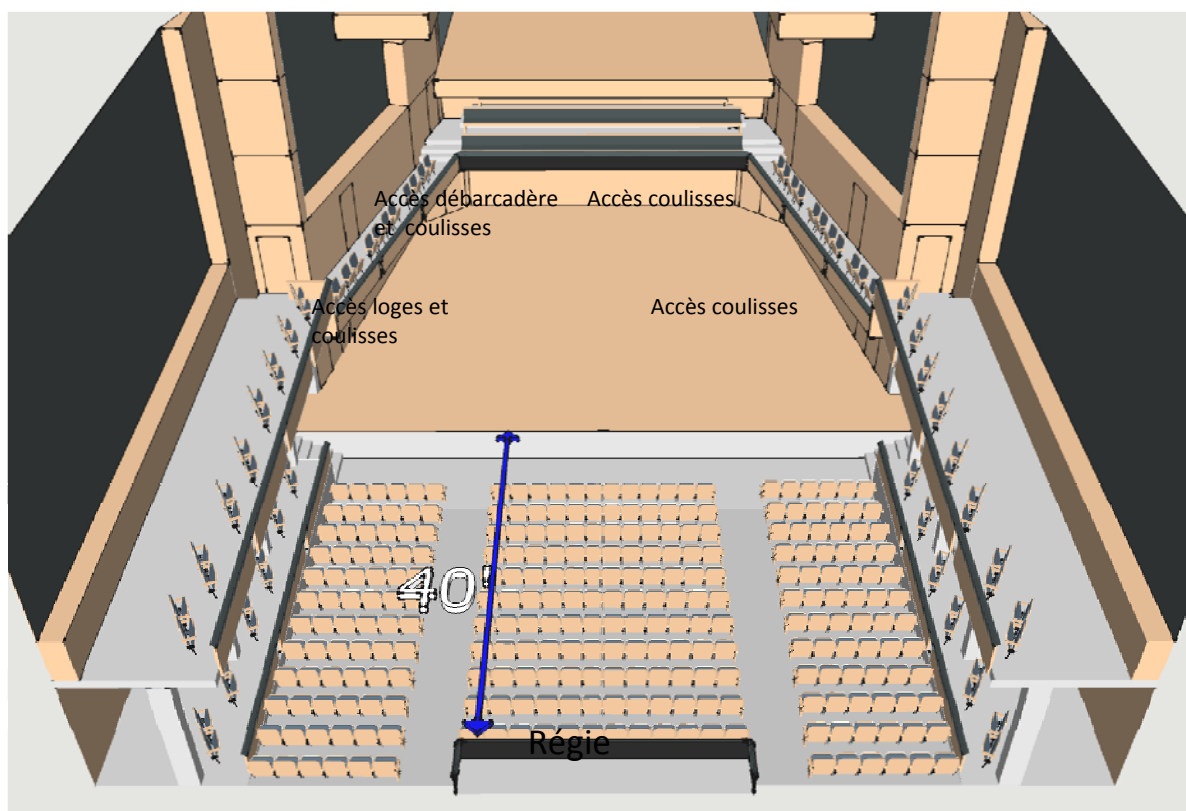 Accès débarcadère
et coulisses
Accès coulisses
Accès loges et
coulisses
Accès coulisses
40'
Régie